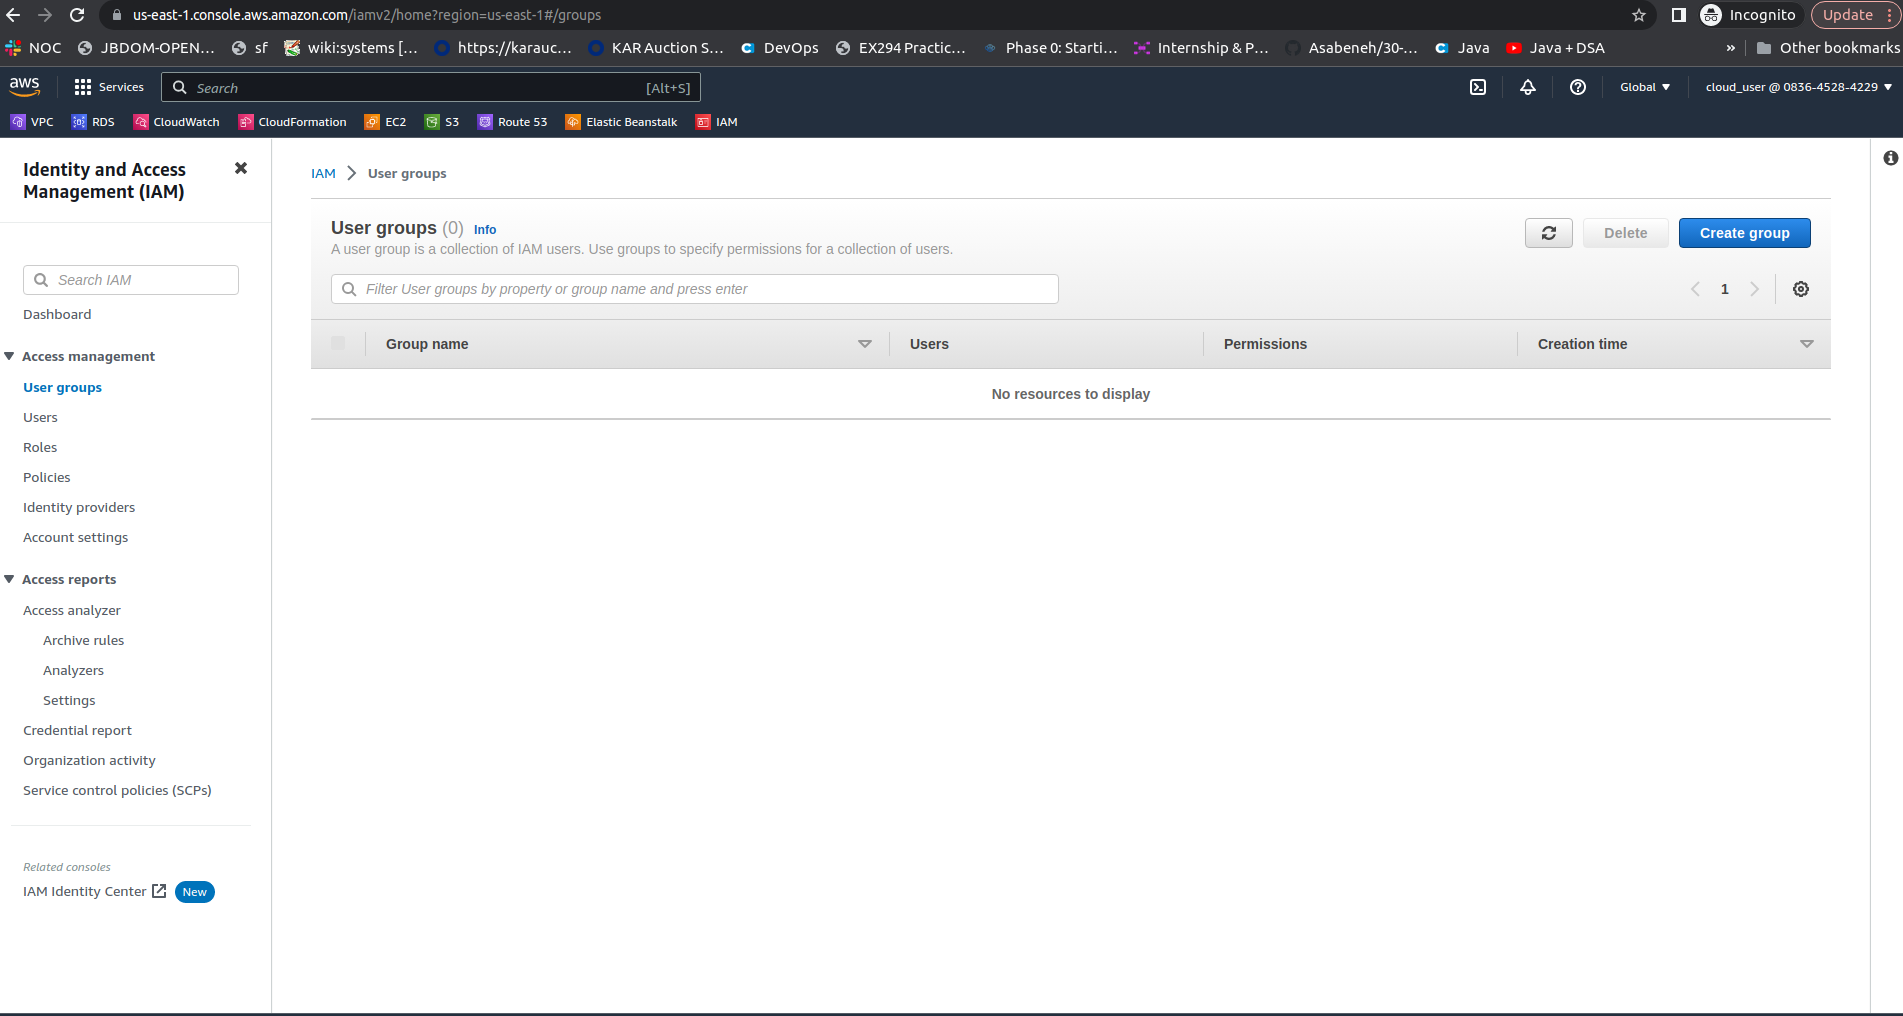 us-east-1.console.aws.amazon.com/iamv2/home?region=us-east-1#/groups
Incognito
Update
NOC
JBDOM-OPEN...
sf
wiki:systems [...
https://karauc...
KAR Auction S...
DevOps
EX294 Practic...
Phase 0: Starti...
Internship & P...
Asabeneh/30-...
Java
Java + DSA
»
Other bookmarks
aws
Services
Search
[Alt+S]
Global
cloud_user @ 0836-4528-4229
VPC
RDS
CloudWatch
CloudFormation
EC2
S3
Route 53
Elastic Beanstalk
IAM
Identity and Access
Management (IAM)
Search IAM
Dashboard
Access management
User groups
Users
Roles
Policies
Identity providers
Account settings
Access reports
Access analyzer
Archive rules
Analyzers
Settings
Credential report
Organization activity
Service control policies (SCPs)
Related consoles
IAM Identity Center
New
IAM
User groups
User groups (0) Info
A user group is a collection of IAM users. Use groups to specify permissions for a collection of users.
Delete
Create group
Filter User groups by property or group name and press enter
1
Group name
Users
Permissions
Creation time
No resources to display